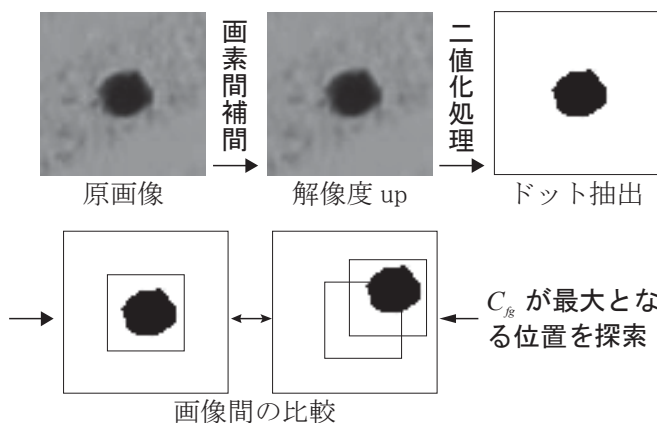 画素間補間
二値化処理
原画像
解像度 up
ドット抽出
C_{fg} が最大とな
る位置を探索
画像間の比較